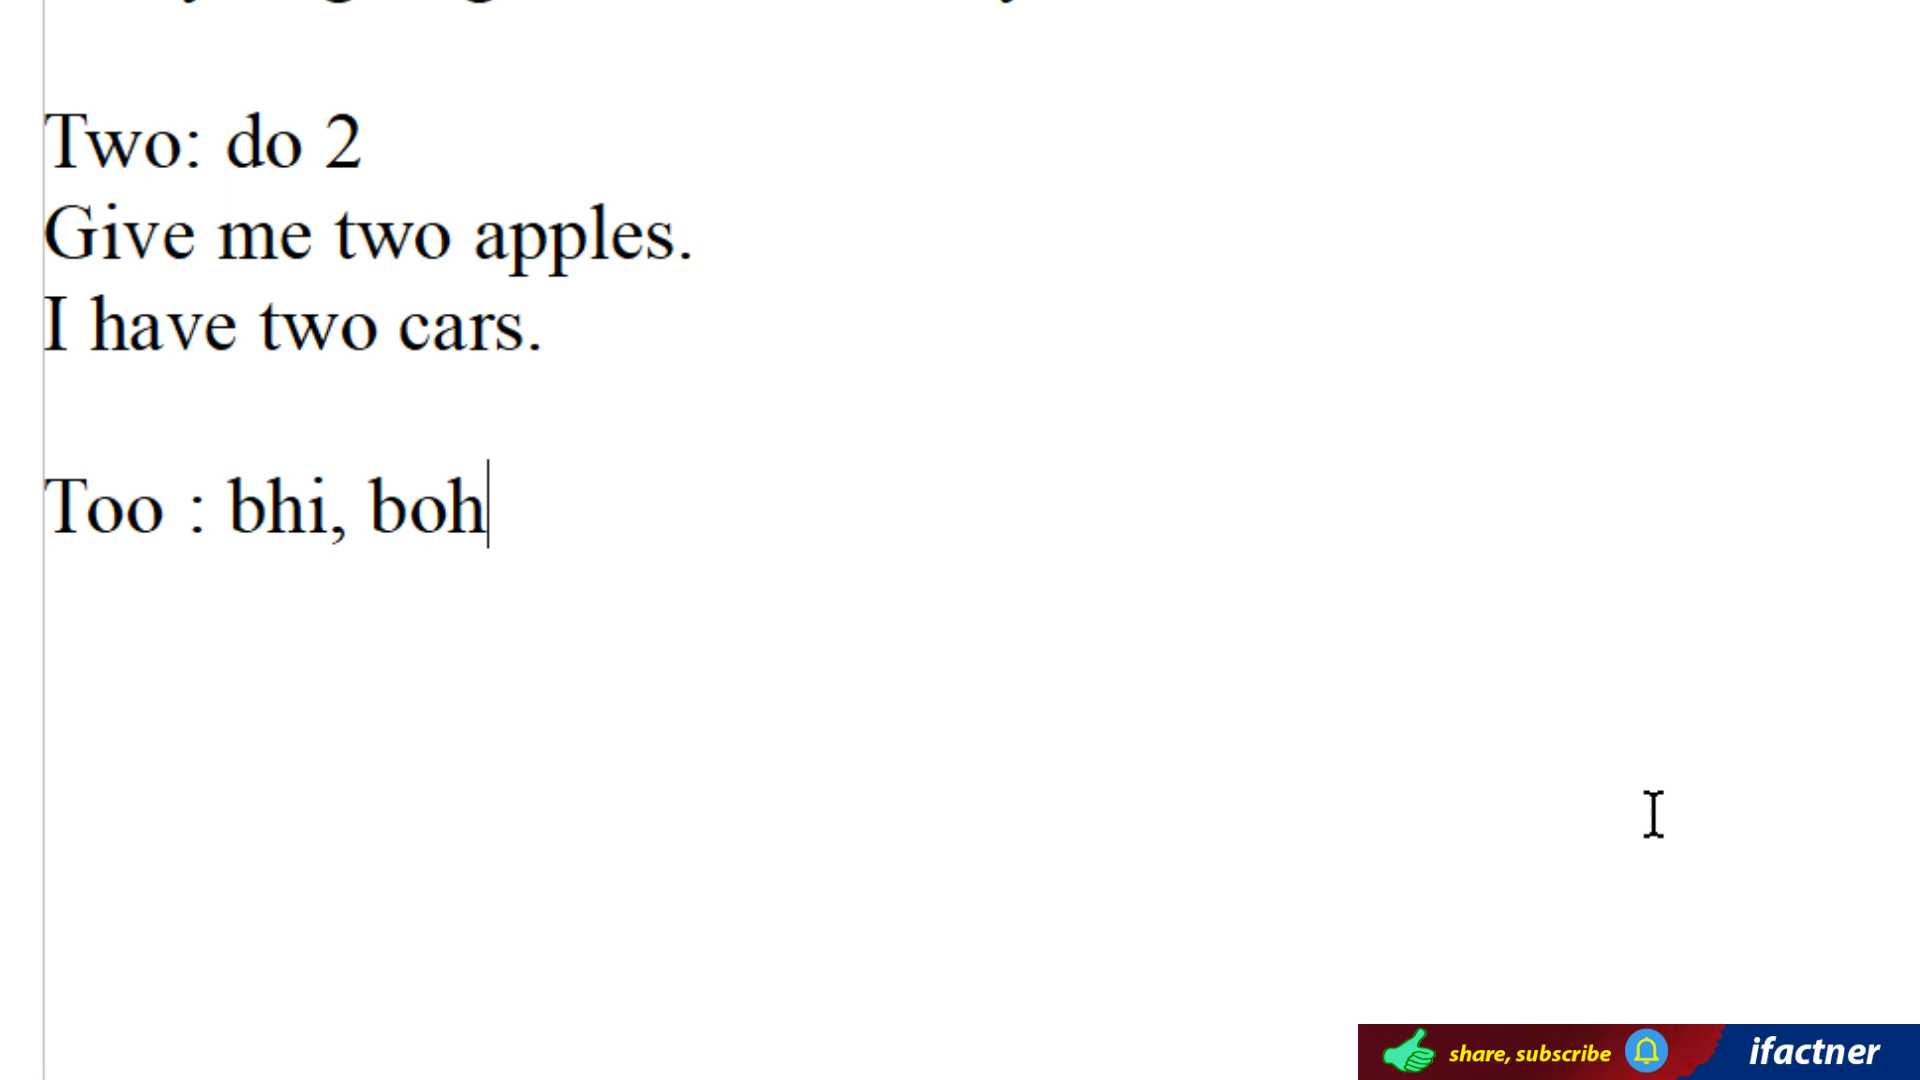 Two: do 2
Give me two apples.
I have two cars.
Too : bhi, boh
share, subscribe
ifactner